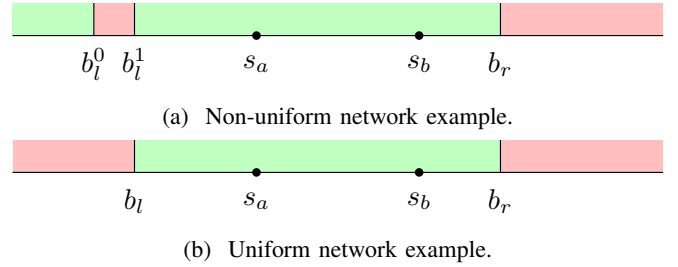 b_l^0 b_l^1 s_a s_b b_r
(a) Non-uniform network example.
b_l s_a s_b b_r
(b) Uniform network example.